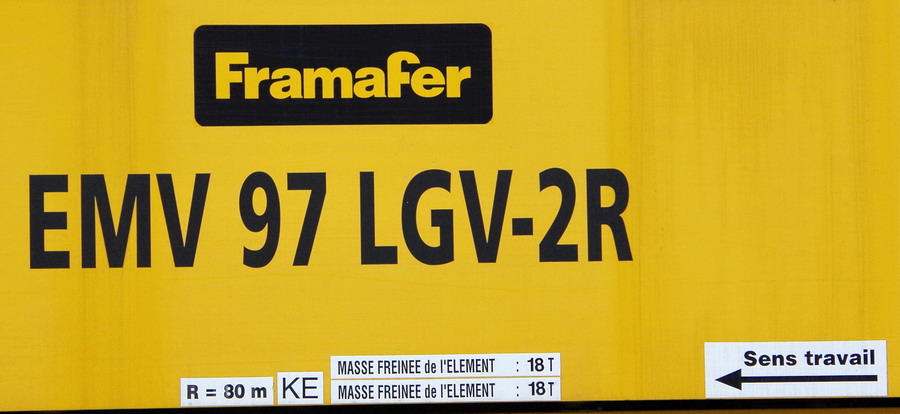 Framafer
EMV 97 LGV-2R
MASSE FREINEE de l'ELEMENT : 18 T
R = 80 m KE MASSE FREINEE de l'ELEMENT : 18 T
Sens travail